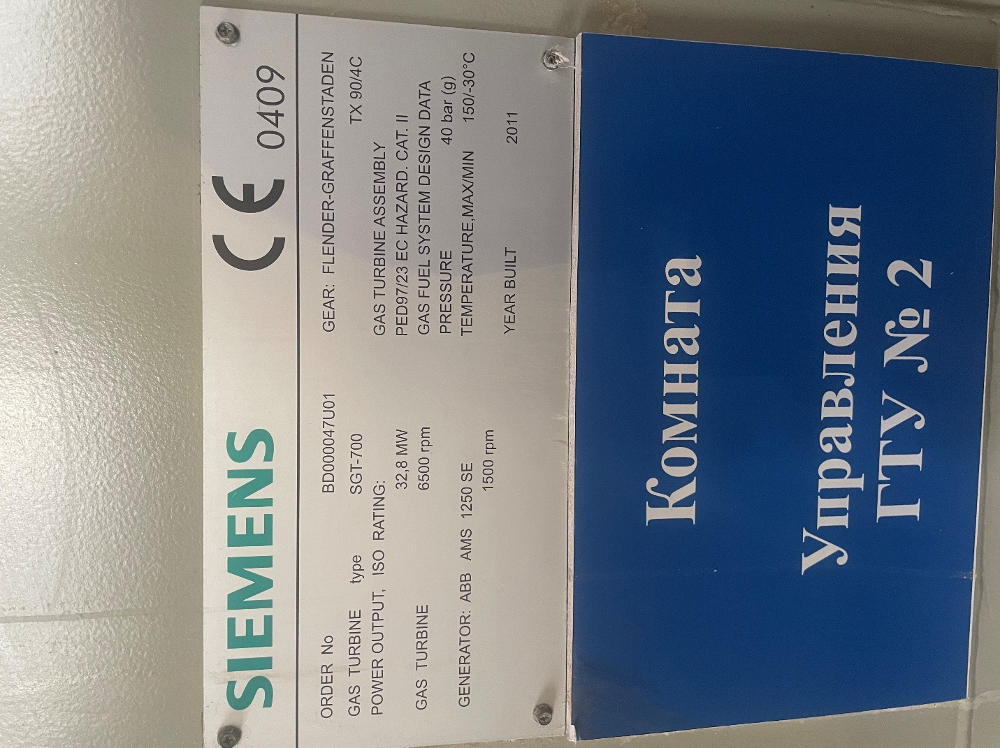 SIEMENS CE 0409
ORDER No BD000047U01
GAS TURBINE type SGT-700
POWER OUTPUT, ISO RATING:
32,8 MW
GAS TURBINE 6500 rpm
GENERATOR: ABB AMS 1250 SE
1500 rpm
GEAR: FLENDER-GRAFFENSTADEN
TX 90/4C
GAS TURBINE ASSEMBLY
PED97/23 EC HAZARD. CAT. II
GAS FUEL SYSTEM DESIGN DATA
PRESSURE 40 bar (g)
TEMPERATURE,MAX/MIN 150/-30°C
YEAR BUILT 2011
Комната
Управления
ГТУ № 2